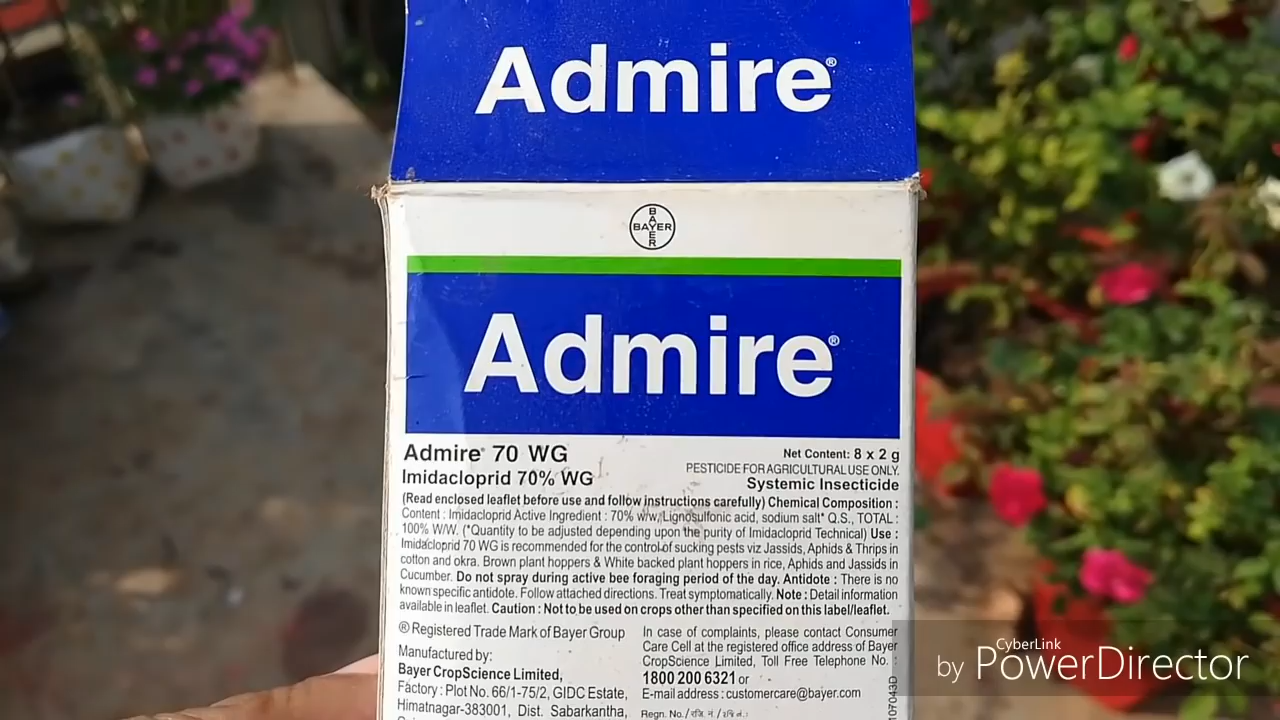 Admire®
BAYER
BAYER
Admire®
Admire® 70 WG
Imidacloprid 70% WG
Net Content: 8 x 2 g
PESTICIDE FOR AGRICULTURAL USE ONLY.
Systemic Insecticide
(Read enclosed leaflet before use and follow instructions carefully) Chemical Composition :
Content : Imidacloprid Active Ingredient : 70% w/w, Lignosulfonic acid, sodium salt* Q.S., TOTAL :
100% W/W. (*Quantity to be adjusted depending upon the purity of Imidacloprid Technical) Use :
Imidacloprid 70 WG is recommended for the control of sucking pests viz Jassids, Aphids & Thrips in
cotton and okra. Brown plant hoppers & White backed plant hoppers in rice, Aphids and Jassids in
Cucumber. Do not spray during active bee foraging period of the day. Antidote : There is no
known specific antidote. Follow attached directions. Treat symptomatically. Note : Detail information
available in leaflet. Caution : Not to be used on crops other than specified on this label/leaflet.
® Registered Trade Mark of Bayer Group
Manufactured by:
Bayer CropScience Limited,
Factory : Plot No. 66/1-75/2, GIDC Estate,
Himatnagar-383001, Dist. Sabarkantha,
In case of complaints, please contact Consumer
Care Cell at the registered office address of Bayer
CropScience Limited, Toll Free Telephone No. :
1800 200 6321 or
E-mail address : customercare@bayer.com
Regn. No./रजि. नं./
107043D
CyberLink
by PowerDirector